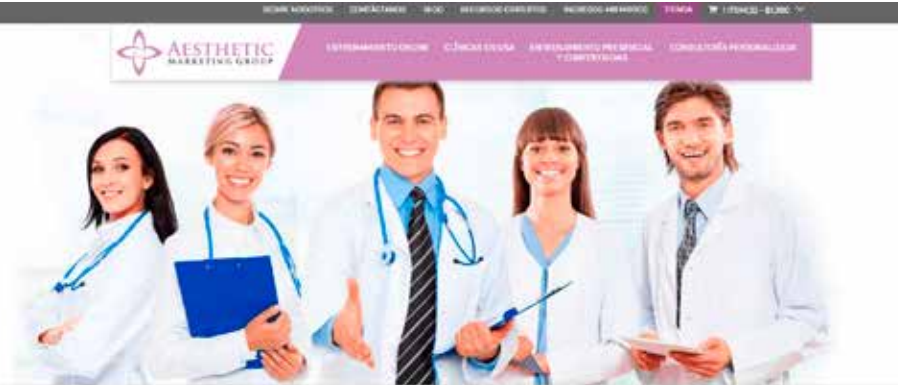 SOBRE NOSOTROS CONTÁCTANOS BLOG RECURSOS GRATUITOS INGRESOS MIEMBROS TIENDA
AESTHETIC
MARKETING GROUP
ENTRENAMIENTO ONLINE CLÍNICAS EN USA ENTRENAMIENTO PRESENCIAL CONSULTORÍA PERSONALIZADA
Y CONFERENCIAS